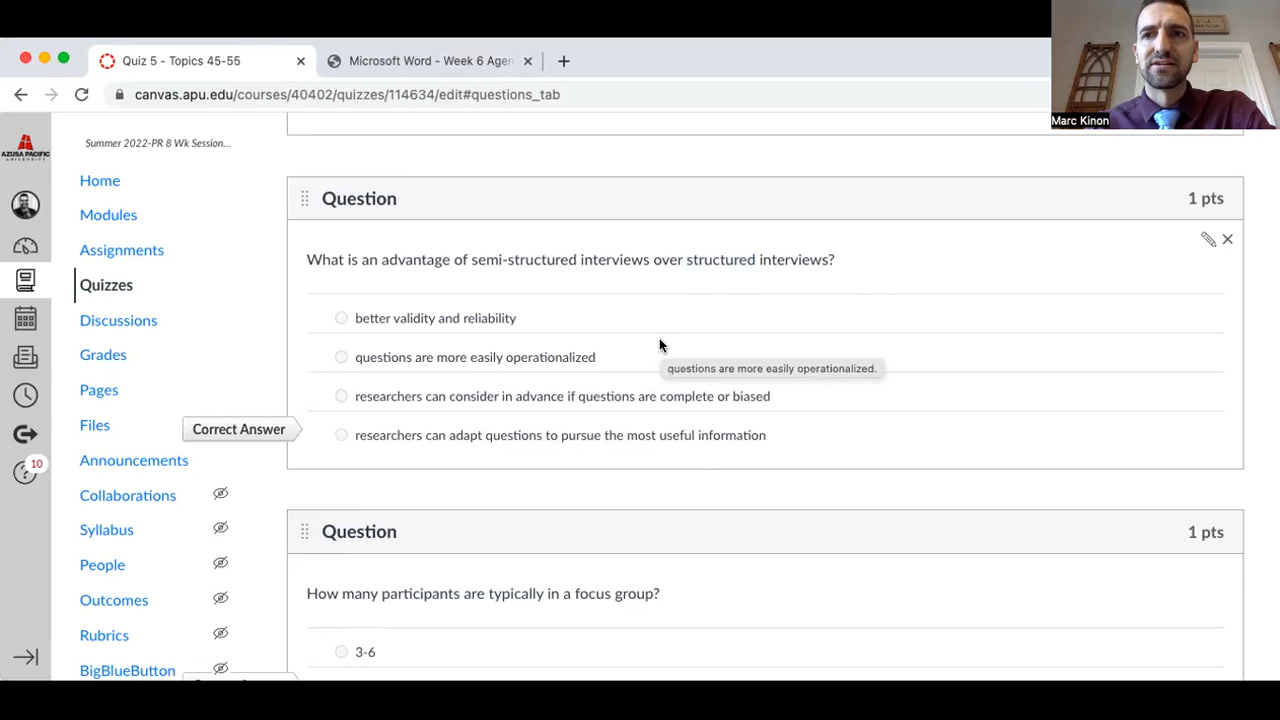 Marc Kinon
Quiz 5 - Topics 45-55
Microsoft Word - Week 6 Agen
canvas.apu.edu/courses/40402/quizzes/114634/edit#questions_tab
AZUSA PACIFIC
UNIVERSITY
10
Summer 2022-PR 8 Wk Session...
Home
Modules
Assignments
Quizzes
Discussions
Grades
Pages
Files
Announcements
Collaborations
Syllabus
People
Outcomes
Rubrics
BigBlueButton
Question
1 pts
What is an advantage of semi-structured interviews over structured interviews?
better validity and reliability
questions are more easily operationalized
questions are more easily operationalized.
researchers can consider in advance if questions are complete or biased
Correct Answer
researchers can adapt questions to pursue the most useful information
Question
1 pts
How many participants are typically in a focus group?
3-6